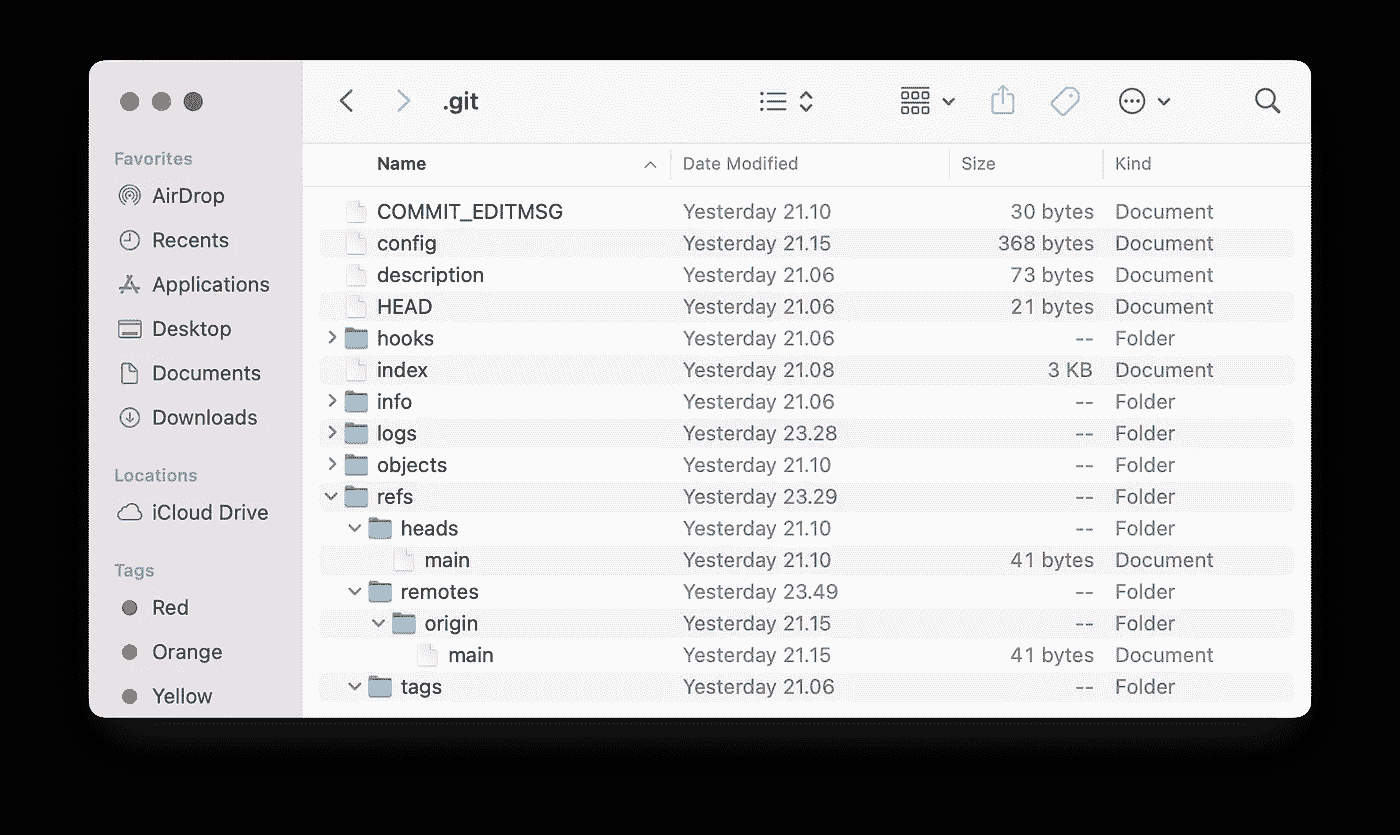 .git
Favorites
AirDrop
Recents
Applications
Desktop
Documents
Downloads
Locations
iCloud Drive
Tags
Red
Orange
Yellow
Name Date Modified Size Kind
COMMIT_EDITMSG Yesterday 21.10 30 bytes Document
config Yesterday 21.15 368 bytes Document
description Yesterday 21.06 73 bytes Document
HEAD Yesterday 21.06 21 bytes Document
hooks Yesterday 21.06 -- Folder
index Yesterday 21.08 3 KB Document
info Yesterday 21.06 -- Folder
logs Yesterday 23.28 -- Folder
objects Yesterday 21.10 -- Folder
refs Yesterday 23.29 -- Folder
heads Yesterday 21.10 -- Folder
main Yesterday 21.10 41 bytes Document
remotes Yesterday 23.49 -- Folder
origin Yesterday 21.15 -- Folder
main Yesterday 21.15 41 bytes Document
tags Yesterday 21.06 -- Folder